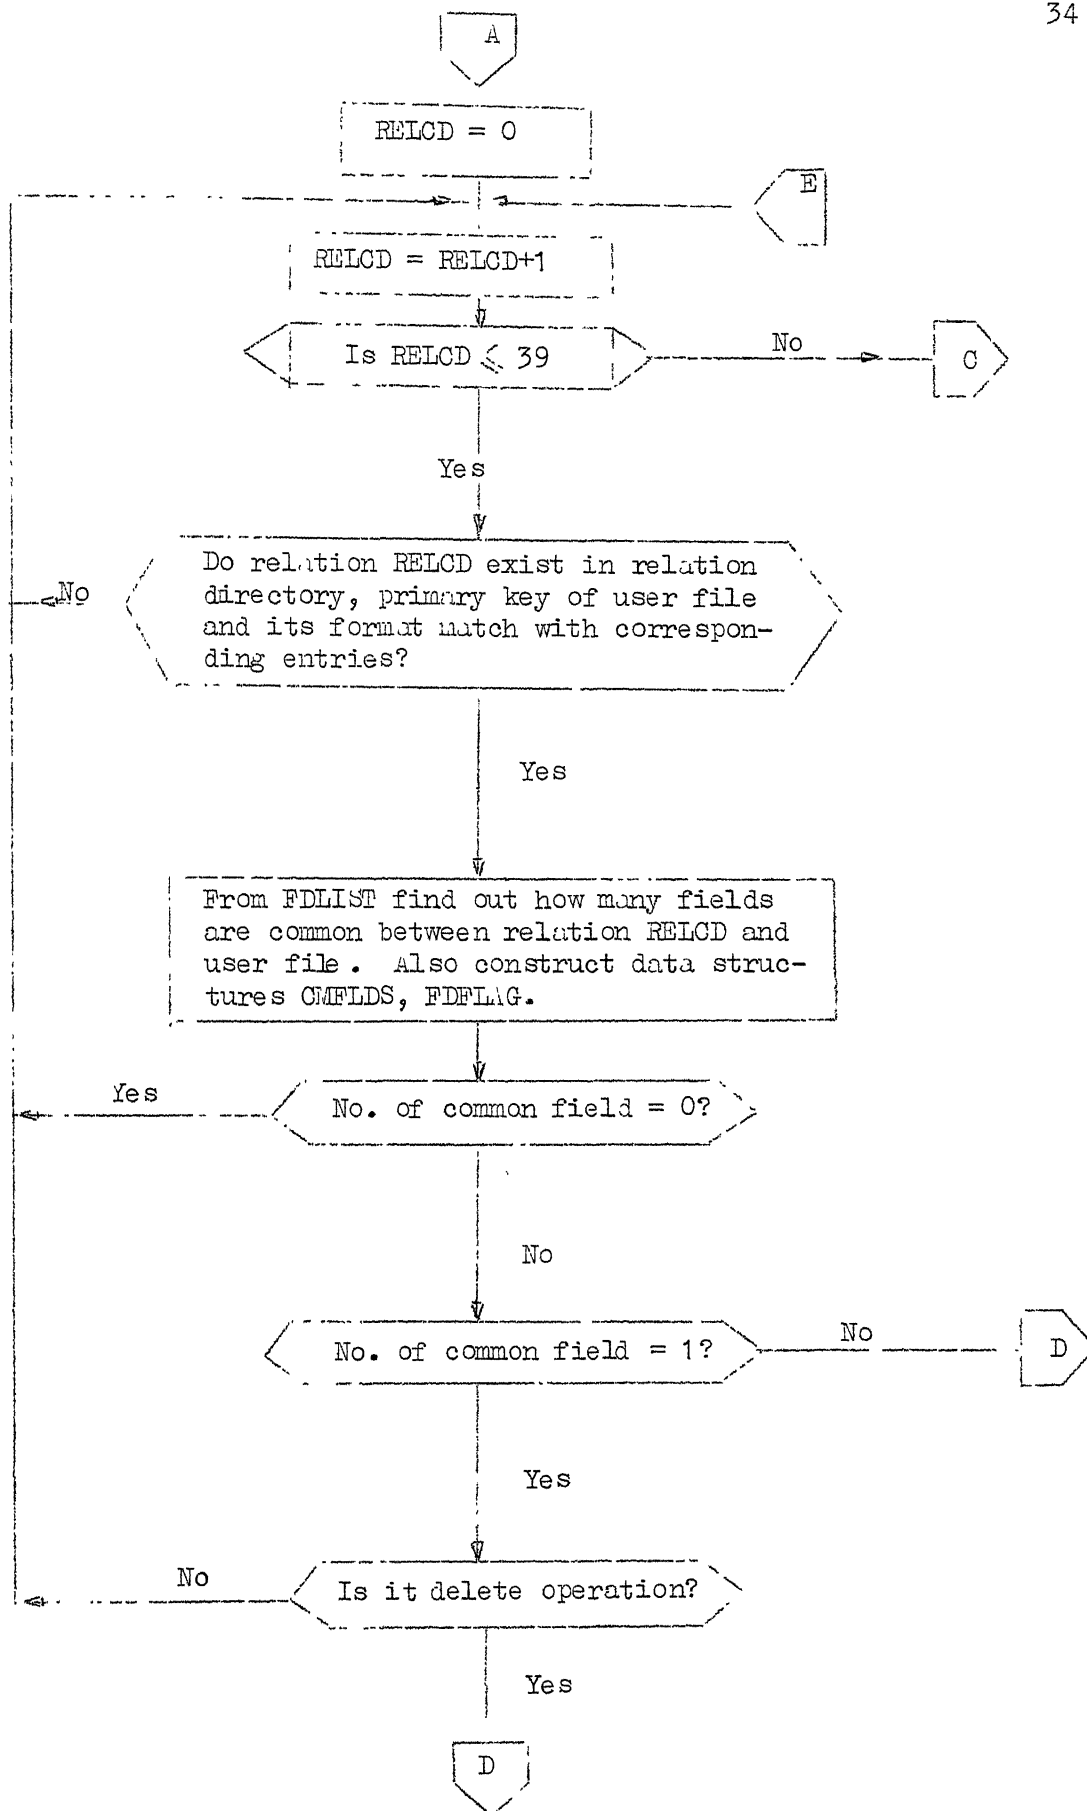 34
A
RELCD = 0
E
RELCD = RELCD+1
Is RELCD ⩽ 39
No
C
Yes
Do relation RELCD exist in relation
directory, primary key of user file
and its format match with correspon-
ding entries?
No
Yes
From FDLIST find out how many fields
are common between relation RELCD and
user file. Also construct data struc-
tures CMFLDS, FDFLAG.
Yes
No. of common field = 0?
No
No. of common field = 1?
No
D
Yes
No
Is it delete operation?
Yes
D